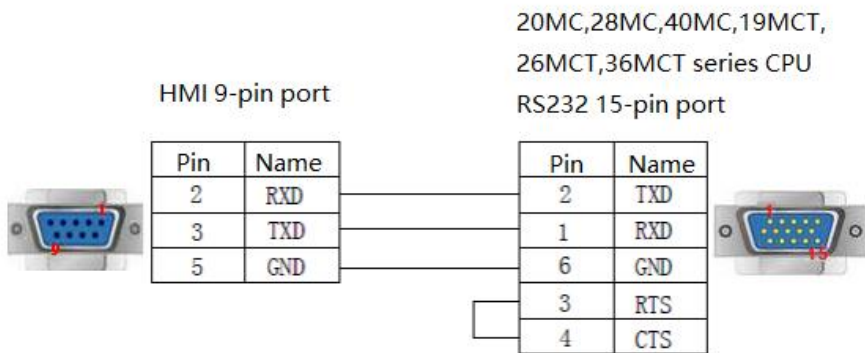 20MC,28MC,40MC,19MCT,
26MCT,36MCT series CPU
RS232 15-pin port
HMI 9-pin port
Pin Name
2 RXD
3 TXD
5 GND
Pin Name
2 TXD
1 RXD
6 GND
3 RTS
4 CTS
1
9
1
15